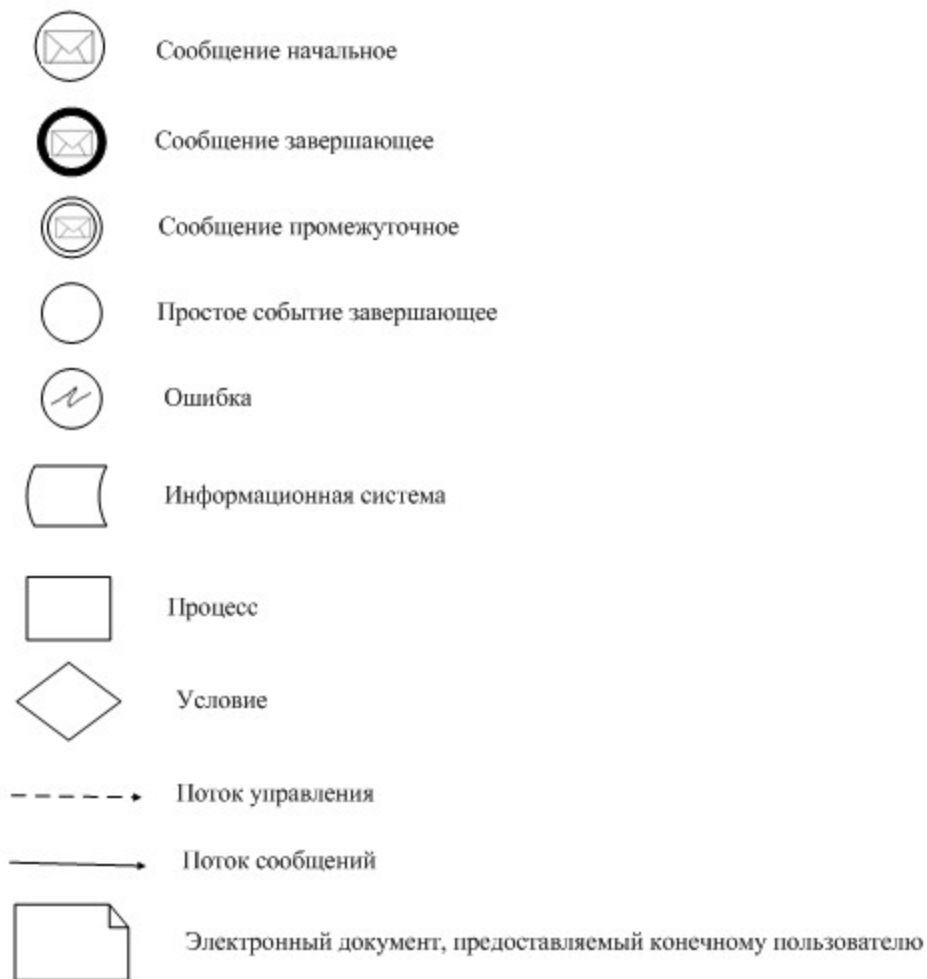 Сообщение начальное
Сообщение завершающее
Сообщение промежуточное
Простое событие завершающее
Ошибка
Информационная система
Процесс
Условие
Поток управления
Поток сообщений
Электронный документ, предоставляемый конечному пользователю